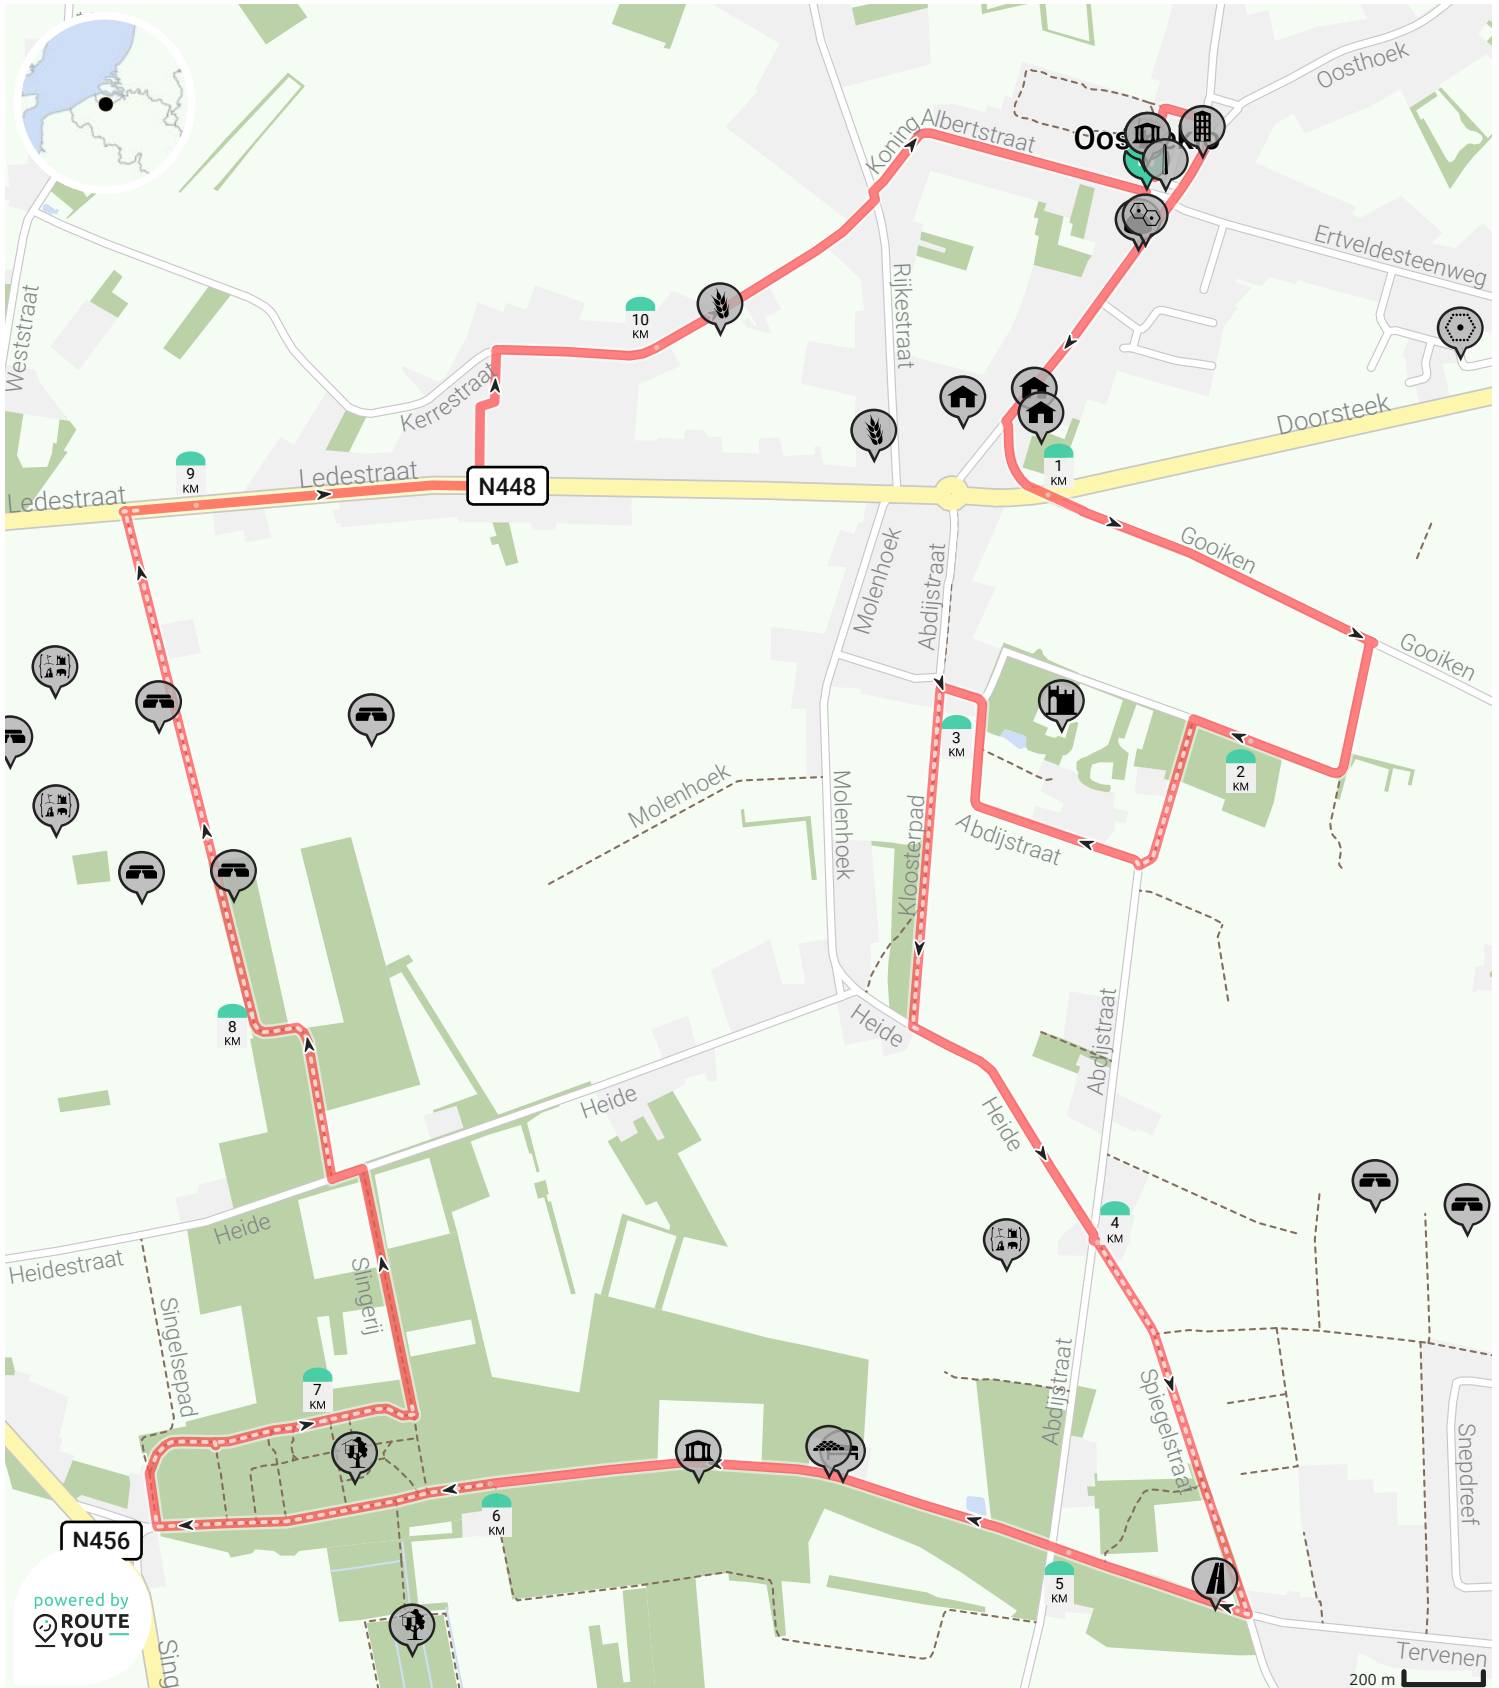 Oosthoek
Koning Albertstraat
Ertveldesteenweg
Weststraat
Rijkestraat
10
KM
Kerrestraat
Doorsteek
9
KM
Ledestraat
Ledestraat
N448
1
KM
Gooiken
Gooiken
Molenhoek
Abdijstraat
3
KM
2
KM
Molenhoek
Molenhoek
Kloosterpad
Abdijstraat
8
KM
Heide
Abdijstraat
Heide
Heide
4
KM
Heide
Heidestraat
Slingerij
Singelsepad
Abdijstraat
Spiegelstraat
7
KM
Snepdreef
6
KM
N456
5
KM
powered by
ROUTE
YOU
Sing
Tervenen
200 m